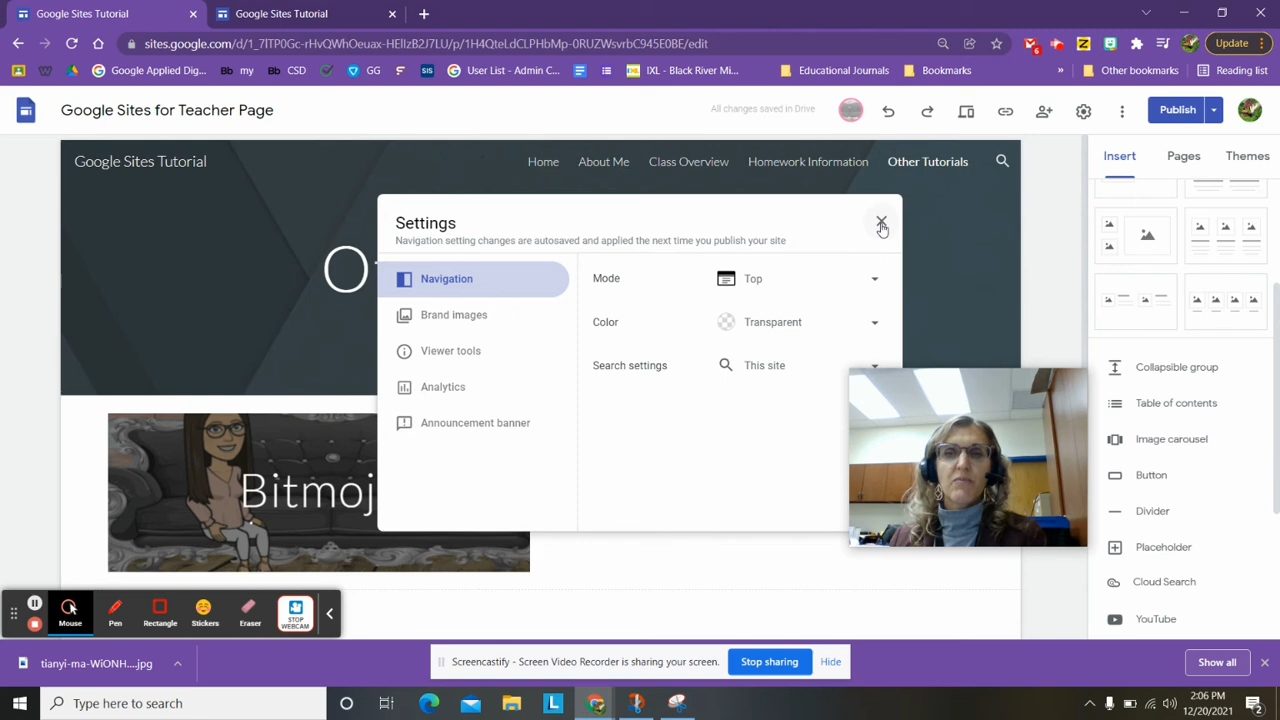 Google Sites Tutorial
Google Sites Tutorial
sites.google.com/d/1_7lTP0Gc-rHvQWhOeuax-HEllzB2J7LU/p/1H4QteLdCLPHbMp-0RUZWsvrbC945E0BE/edit
6
Update
Google Applied Dig...
Bb my
Bb CSD
GG
SIS
User List - Admin C...
IXL - Black River Mi...
Educational Journals
Bookmarks
»
Other bookmarks
Reading list
Google Sites for Teacher Page
All changes saved in Drive
Publish
Google Sites Tutorial
Home
About Me
Class Overview
Homework Information
Other Tutorials
Insert
Pages
Themes
Settings
Navigation setting changes are autosaved and applied the next time you publish your site
Navigation
Brand images
Viewer tools
Analytics
Announcement banner
Mode
Top
Color
Transparent
Search settings
This site
Bitmoj
Collapsible group
Table of contents
Image carousel
Button
Divider
Placeholder
Cloud Search
YouTube
Mouse
Pen
Rectangle
Stickers
Eraser
STOP
WEBCAM
tianyi-ma-WiONH....jpg
Screencastify - Screen Video Recorder is sharing your screen.
Stop sharing
Hide
Show all
Type here to search
L
2:06 PM
12/20/2021
2